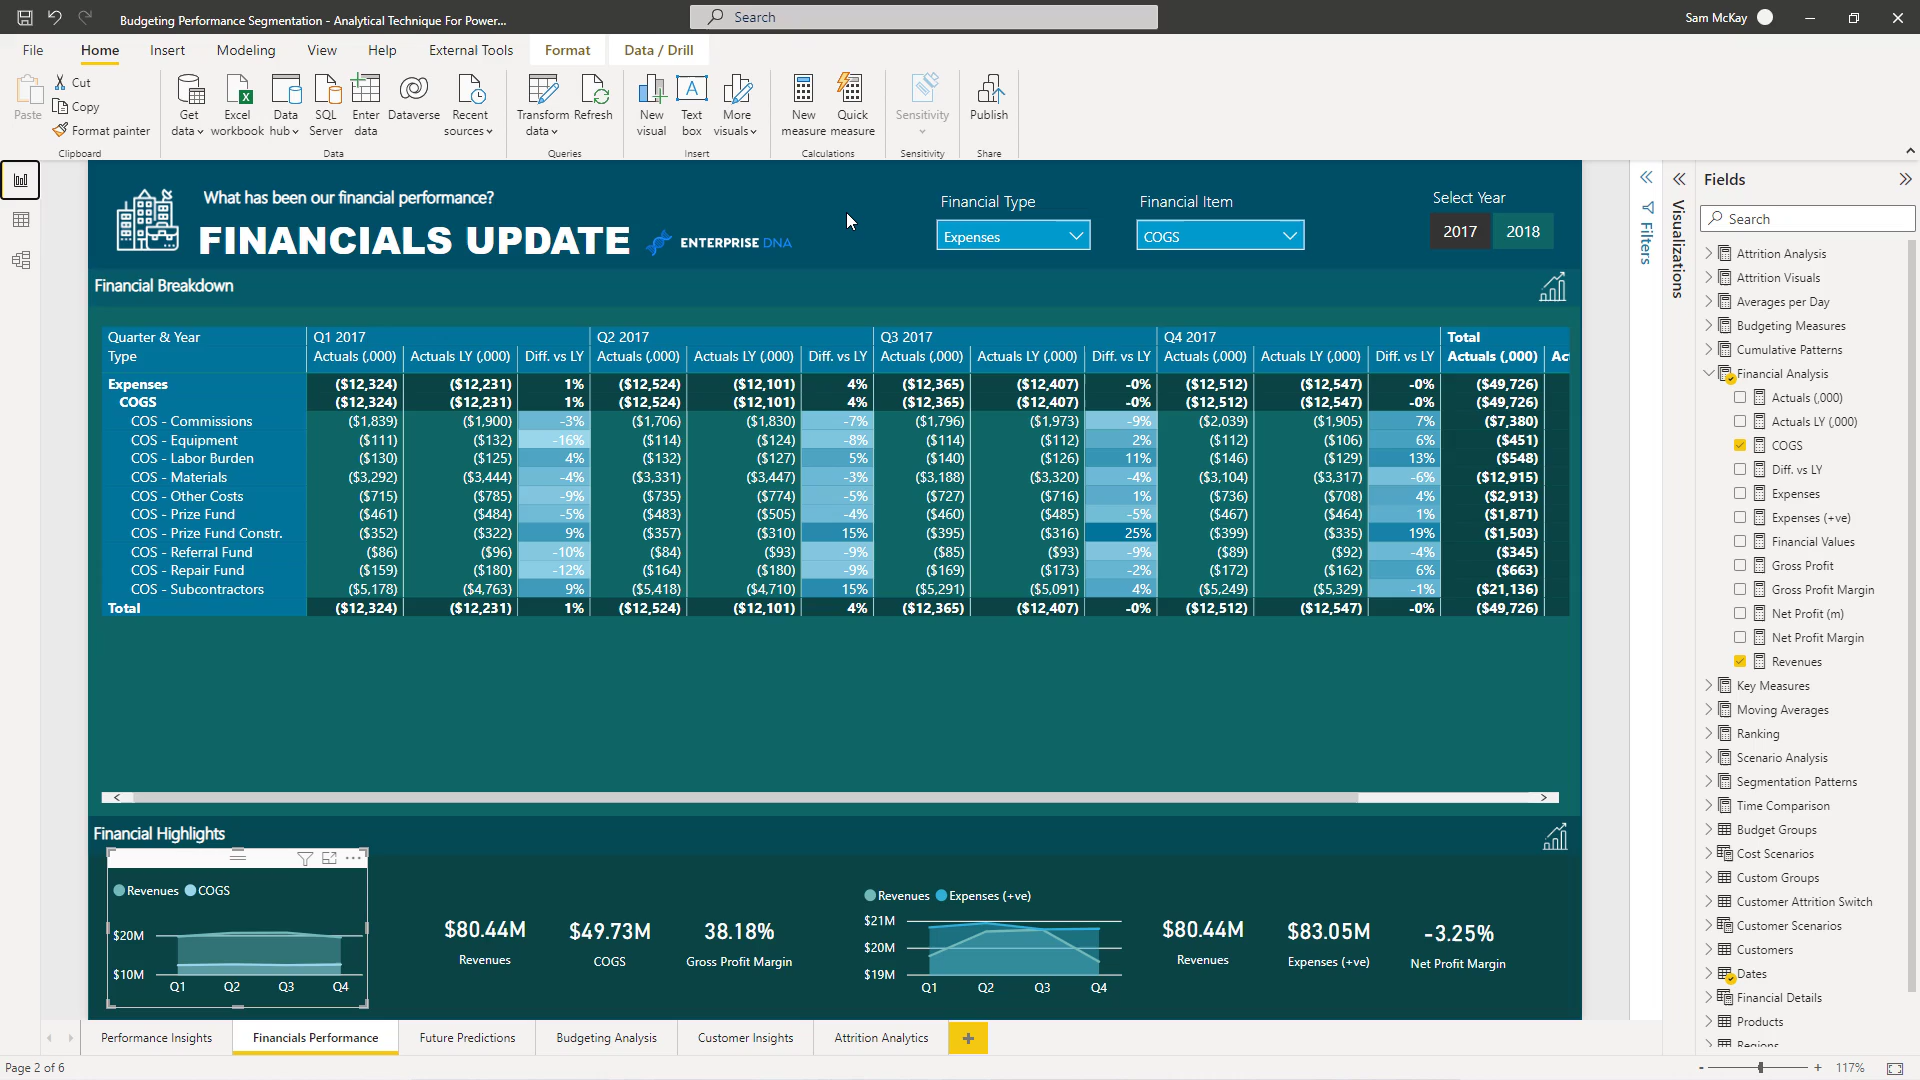 Budgeting Performance Segmentation - Analytical Technique For Power...
Search
Sam McKay
File Home Insert Modeling View Help External Tools Format Data / Drill
Paste
Cut
Copy
Format painter
Clipboard
Get data
Excel workbook
Data hub
SQL Server
Enter data
Dataverse
Recent sources
Data
Transform data
Refresh
Queries
New visual
Text box
More visuals
Insert
New measure
Quick measure
Calculations
Sensitivity
Sensitivity
Publish
Share
What has been our financial performance?
FINANCIALS UPDATE
ENTERPRISE DNA
Financial Type
Expenses
Financial Item
COGS
Select Year
2017 2018
Financial Breakdown
Quarter & Year Q1 2017 Q2 2017 Q3 2017 Q4 2017 Total
Type Actuals (,000) Actuals LY (,000) Diff. vs LY Actuals (,000) Actuals LY (,000) Diff. vs LY Actuals (,000) Actuals LY (,000) Diff. vs LY Actuals (,000) Actuals LY (,000) Diff. vs LY Actuals (,000)
Expenses ($12,324) ($12,231) 1% ($12,524) ($12,101) 4% ($12,365) ($12,407) -0% ($12,512) ($12,547) -0% ($49,726)
COGS ($12,324) ($12,231) 1% ($12,524) ($12,101) 4% ($12,365) ($12,407) -0% ($12,512) ($12,547) -0% ($49,726)
COS - Commissions ($1,839) ($1,900) -3% ($1,706) ($1,830) -7% ($1,796) ($1,973) -9% ($2,039) ($1,905) 7% ($7,380)
COS - Equipment ($111) ($132) -16% ($114) ($124) -8% ($114) ($112) 2% ($112) ($106) 6% ($451)
COS - Labor Burden ($130) ($125) 4% ($132) ($127) 5% ($140) ($126) 11% ($146) ($129) 13% ($548)
COS - Materials ($3,292) ($3,444) -4% ($3,331) ($3,447) -3% ($3,188) ($3,320) -4% ($3,104) ($3,317) -6% ($12,915)
COS - Other Costs ($715) ($785) -9% ($735) ($774) -5% ($727) ($716) 1% ($736) ($708) 4% ($2,913)
COS - Prize Fund ($461) ($484) -5% ($483) ($505) -4% ($460) ($485) -5% ($467) ($464) 1% ($1,871)
COS - Prize Fund Constr. ($352) ($322) 9% ($357) ($310) 15% ($395) ($316) 25% ($399) ($335) 19% ($1,503)
COS - Referral Fund ($86) ($96) -10% ($84) ($93) -9% ($85) ($93) -9% ($89) ($92) -4% ($345)
COS - Repair Fund ($159) ($180) -12% ($164) ($180) -9% ($169) ($173) -2% ($172) ($162) 6% ($663)
COS - Subcontractors ($5,178) ($4,763) 9% ($5,418) ($4,710) 15% ($5,291) ($5,091) 4% ($5,249) ($5,329) -1% ($21,136)
Total ($12,324) ($12,231) 1% ($12,524) ($12,101) 4% ($12,365) ($12,407) -0% ($12,512) ($12,547) -0% ($49,726)
Financial Highlights
Revenues COGS
$20M
$10M
Q1 Q2 Q3 Q4
$80.44M
Revenues
$49.73M
COGS
38.18%
Gross Profit Margin
Revenues Expenses (+ve)
$21M
$20M
$19M
Q1 Q2 Q3 Q4
$80.44M
Revenues
$83.05M
Expenses (+ve)
-3.25%
Net Profit Margin
Filters
Visualizations
Fields
Search
Attrition Analysis
Attrition Visuals
Averages per Day
Budgeting Measures
Cumulative Patterns
Financial Analysis
Actuals (,000)
Actuals LY (,000)
COGS
Diff. vs LY
Expenses
Expenses (+ve)
Financial Values
Gross Profit
Gross Profit Margin
Net Profit (m)
Net Profit Margin
Revenues
Key Measures
Moving Averages
Ranking
Scenario Analysis
Segmentation Patterns
Time Comparison
Budget Groups
Cost Scenarios
Custom Groups
Customer Attrition Switch
Customer Scenarios
Customers
Dates
Financial Details
Products
Regions
Performance Insights Financials Performance Future Predictions Budgeting Analysis Customer Insights Attrition Analytics
Page 2 of 6
117%